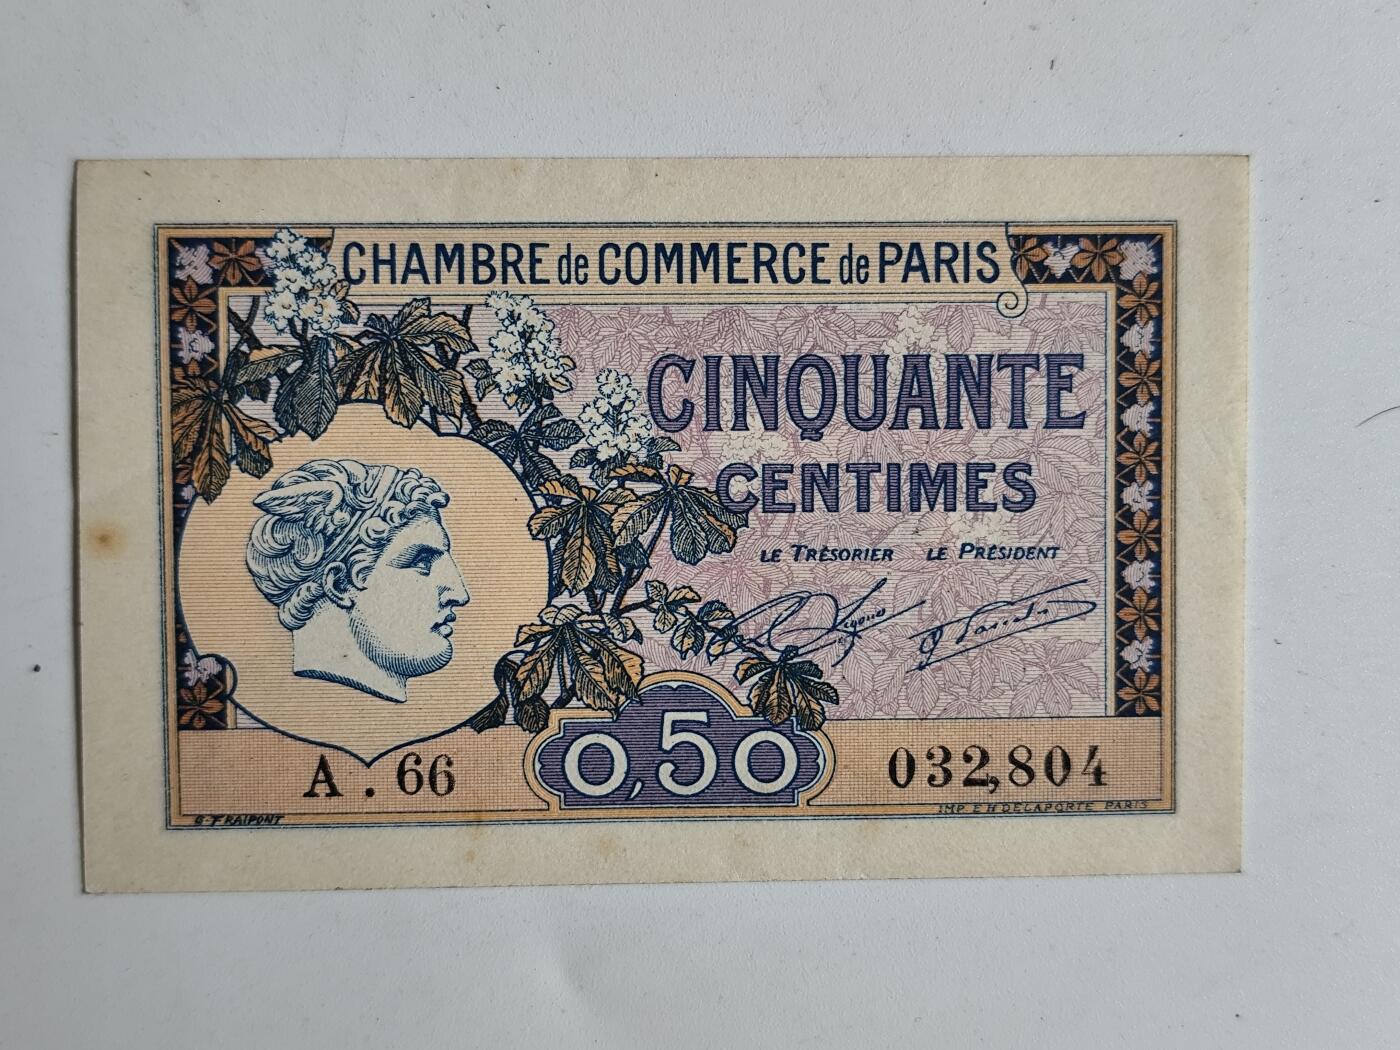 CHAMBRE de COMMERCE de PARIS
CINQUANTE
CENTIMES
LE TRÉSORIER LE PRÉSIDENT
A . 66 0,50 032,804
G. FRAIPONT IMP E H DELAPORTE PARIS